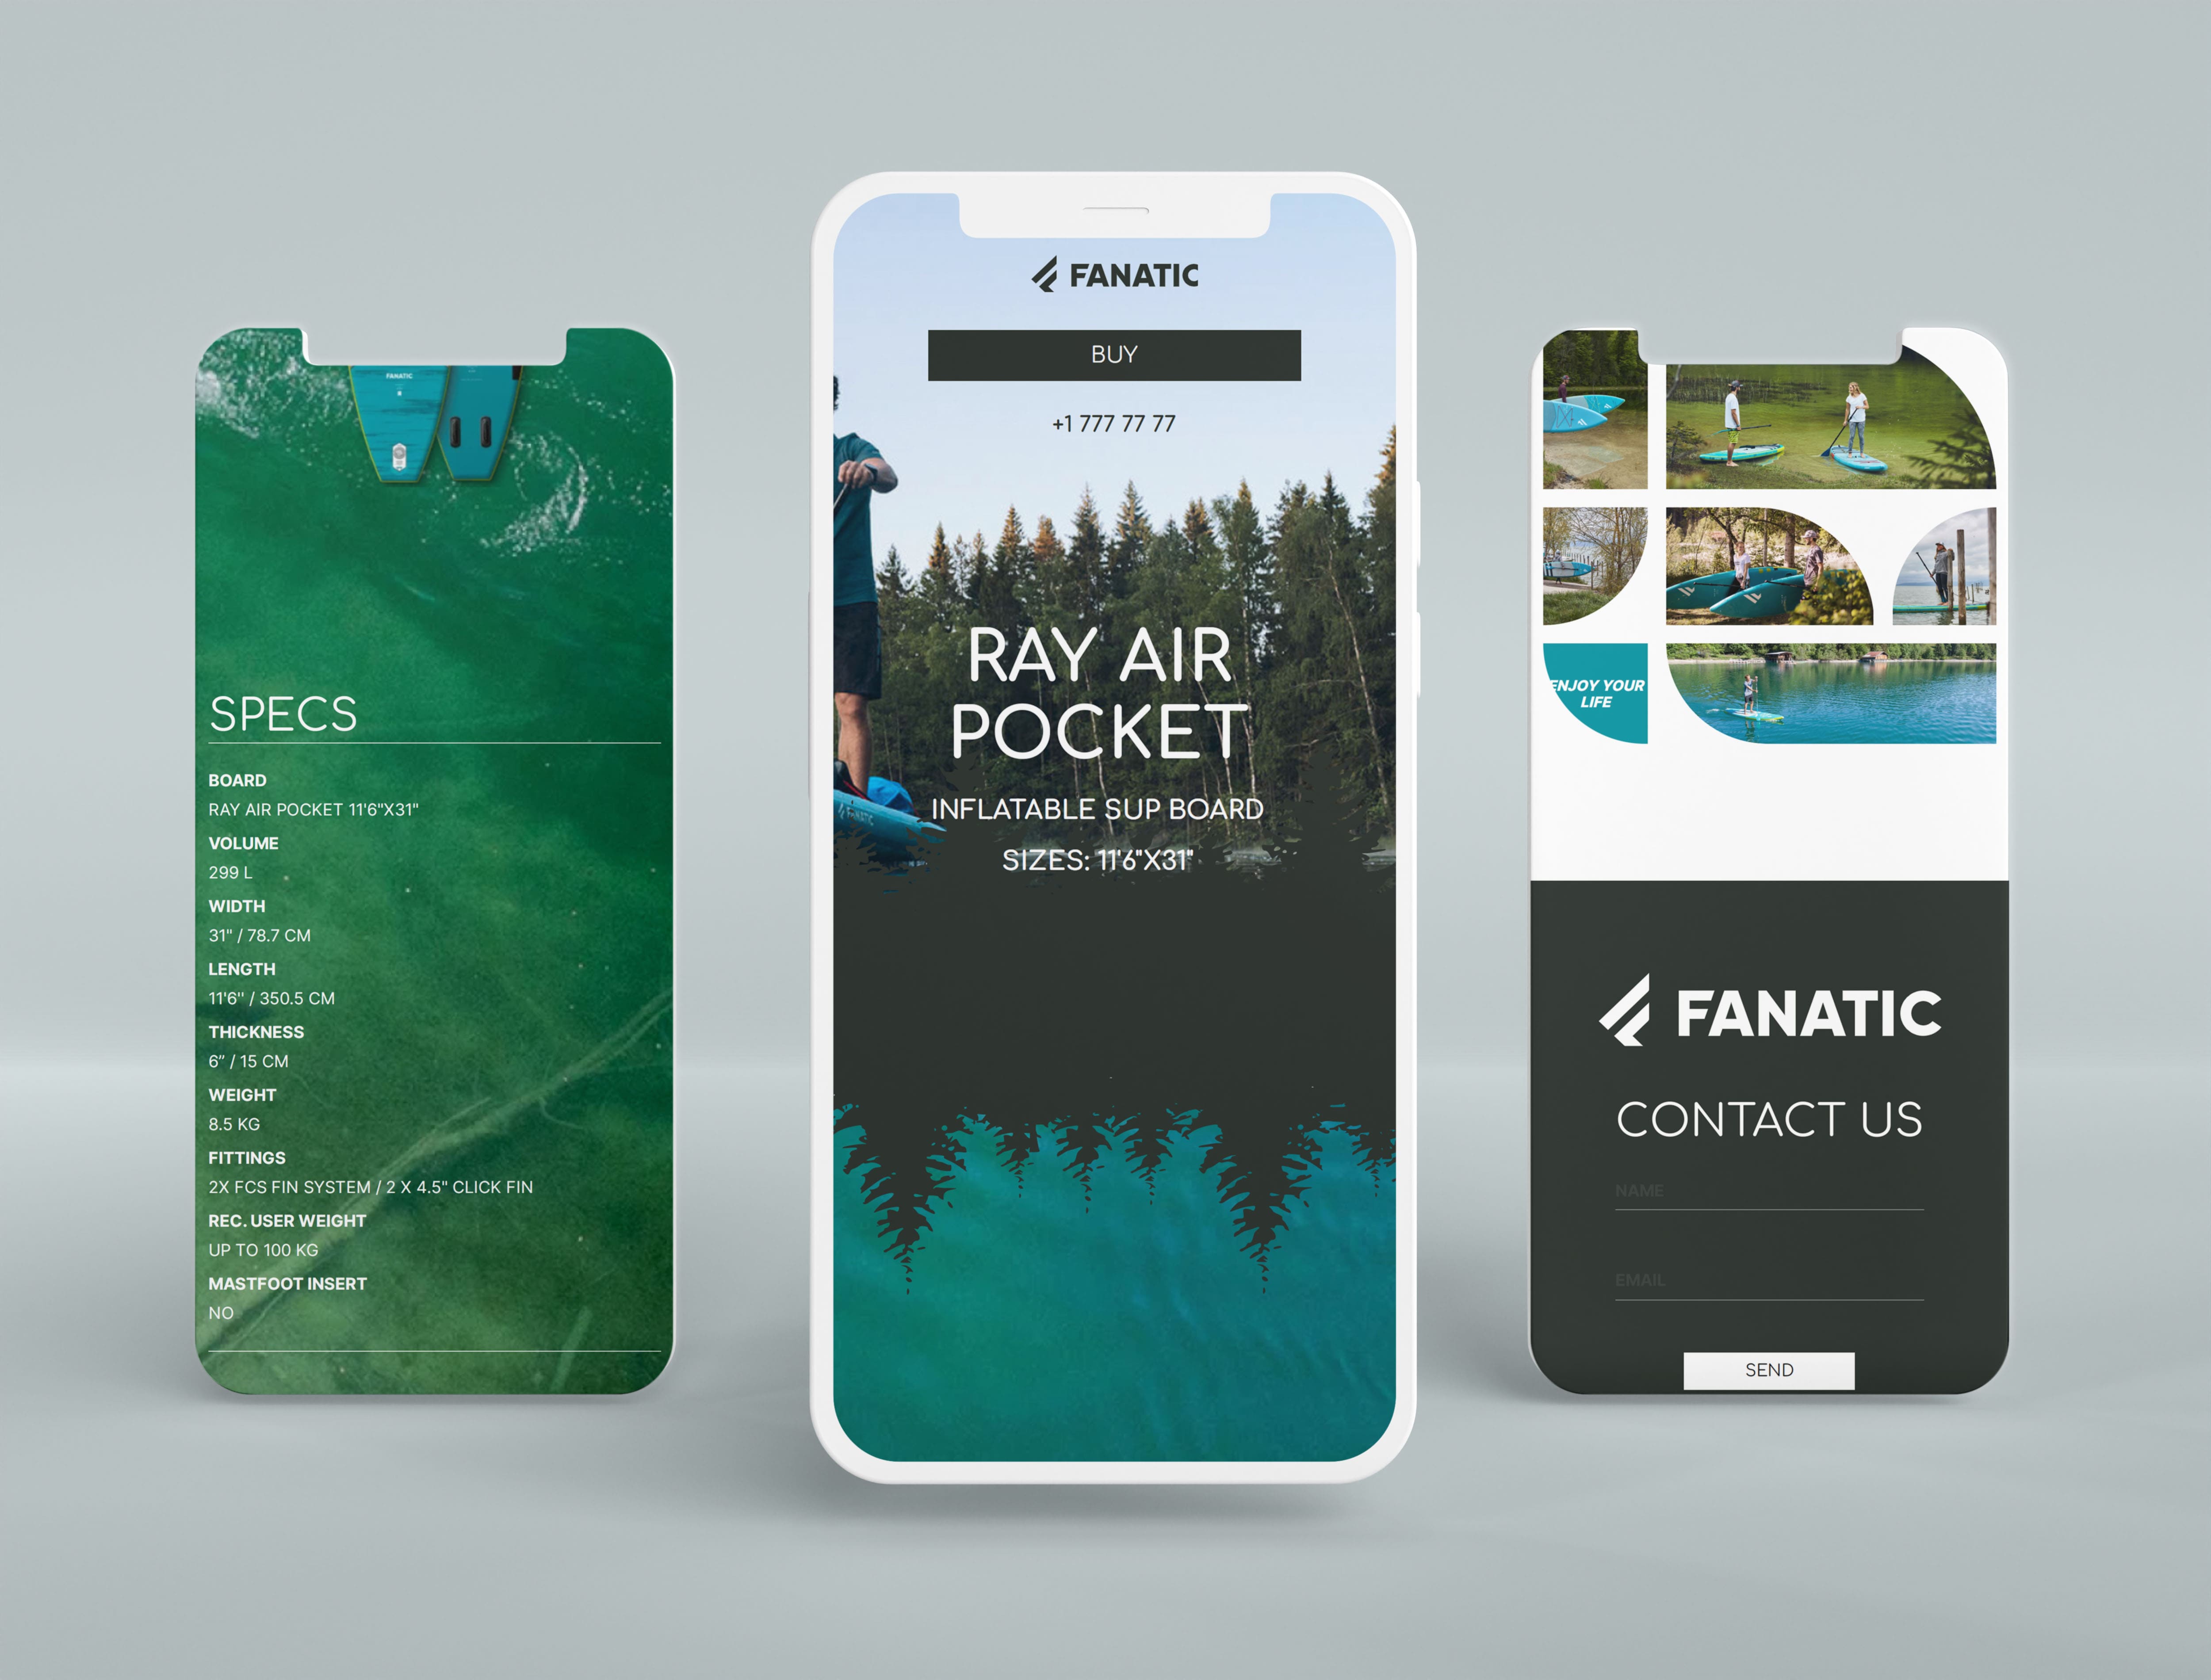 FANATIC
SPECS
BOARD
RAY AIR POCKET 11'6"X31"
VOLUME
299 L
WIDTH
31" / 78.7 CM
LENGTH
11'6'' / 350.5 CM
THICKNESS
6” / 15 CM
WEIGHT
8.5 KG
FITTINGS
2X FCS FIN SYSTEM / 2 X 4.5" CLICK FIN
REC. USER WEIGHT
UP TO 100 KG
MASTFOOT INSERT
NO
FANATIC
BUY
+1 777 77 77
RAY AIR
POCKET
FANATIC
INFLATABLE SUP BOARD
SIZES: 11'6"X31"
ENJOY YOUR
LIFE
FANATIC
CONTACT US
NAME
EMAIL
SEND